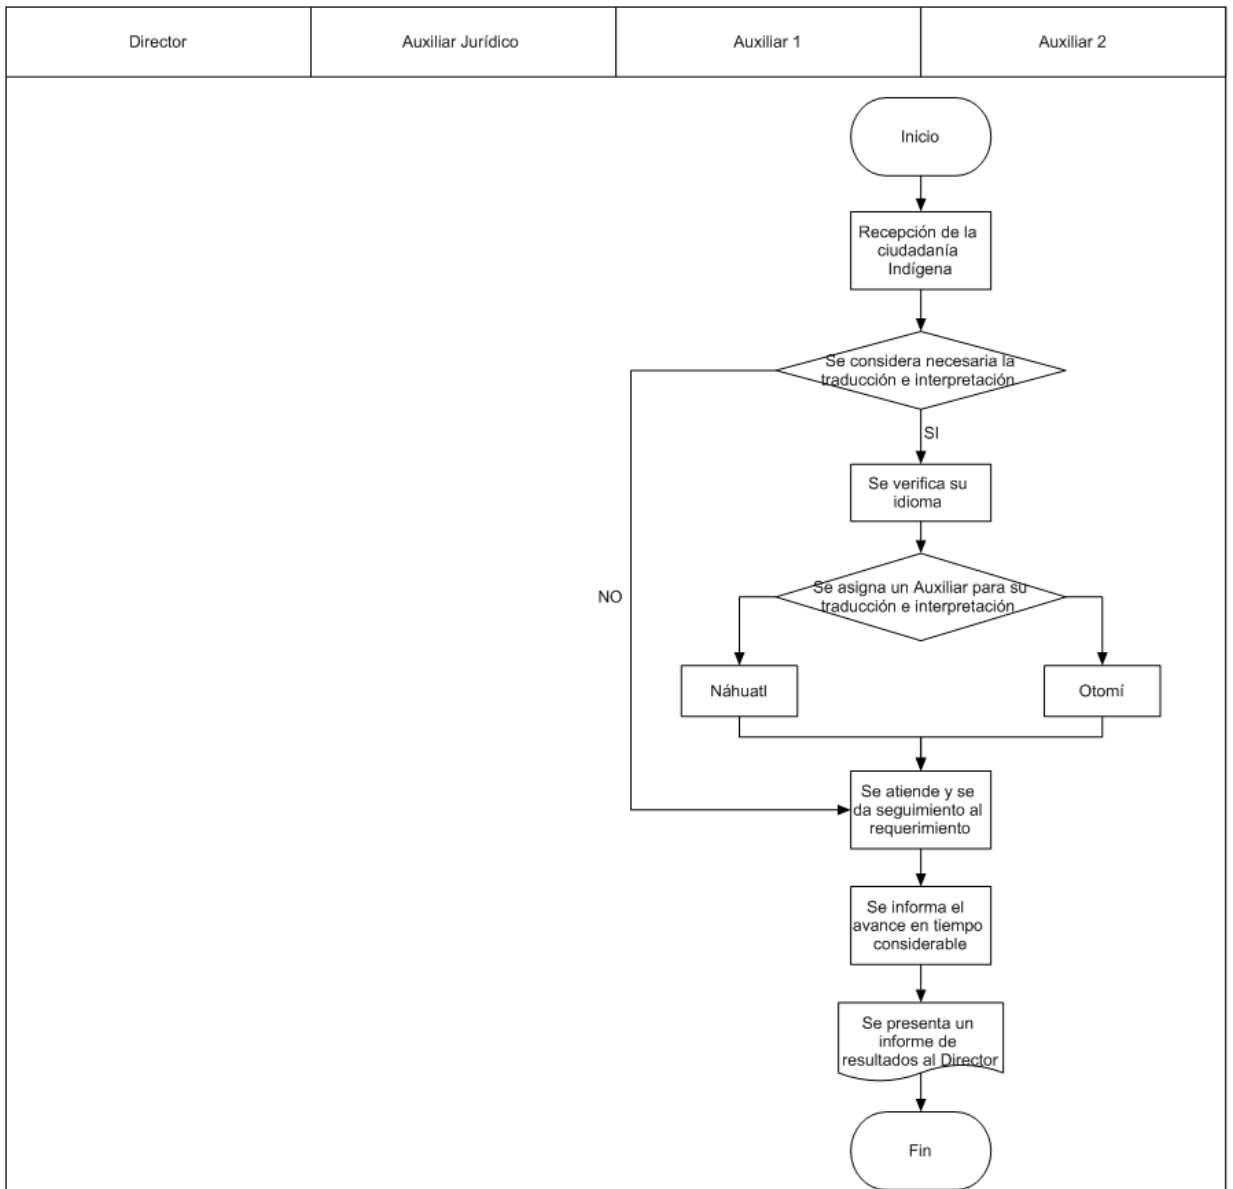 Director
Auxiliar Jurídico
Auxiliar 1
Auxiliar 2
Inicio
Recepción de la
ciudadanía
Indígena
Se considera necesaria la
traducción e interpretación
SI
Se verifica su
idioma
NO
Se asigna un Auxiliar para su
traducción e interpretación
Náhuatl
Otomí
Se atiende y se
da seguimiento al
requerimiento
Se informa el
avance en tiempo
considerable
Se presenta un
informe de
resultados al Director
Fin